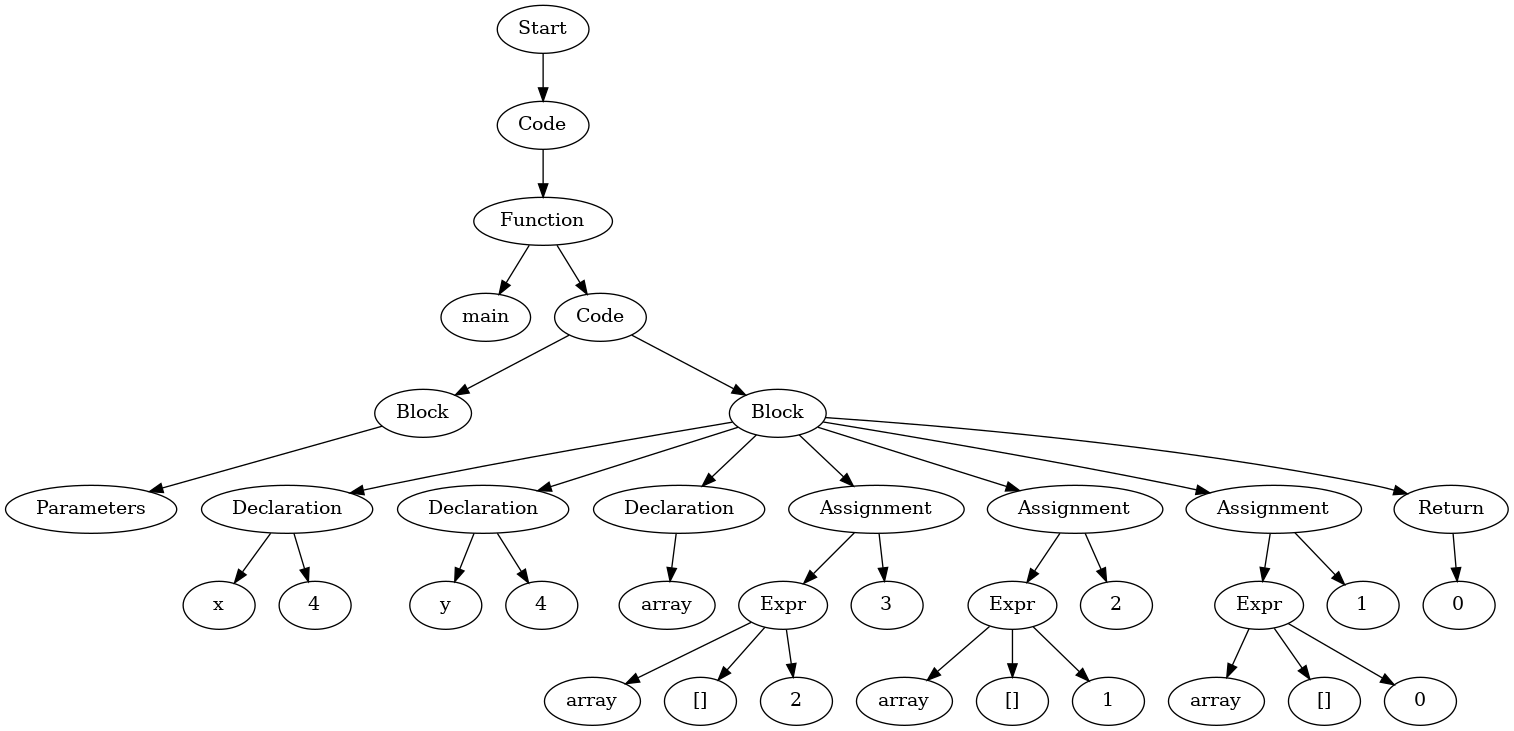 Start
Code
Function
main Code
Block Block
Parameters Declaration Declaration Declaration Assignment Assignment Assignment Return
x 4 y 4 array Expr 3 Expr 2 Expr 1 0
array [] 2 array [] 1 array [] 0